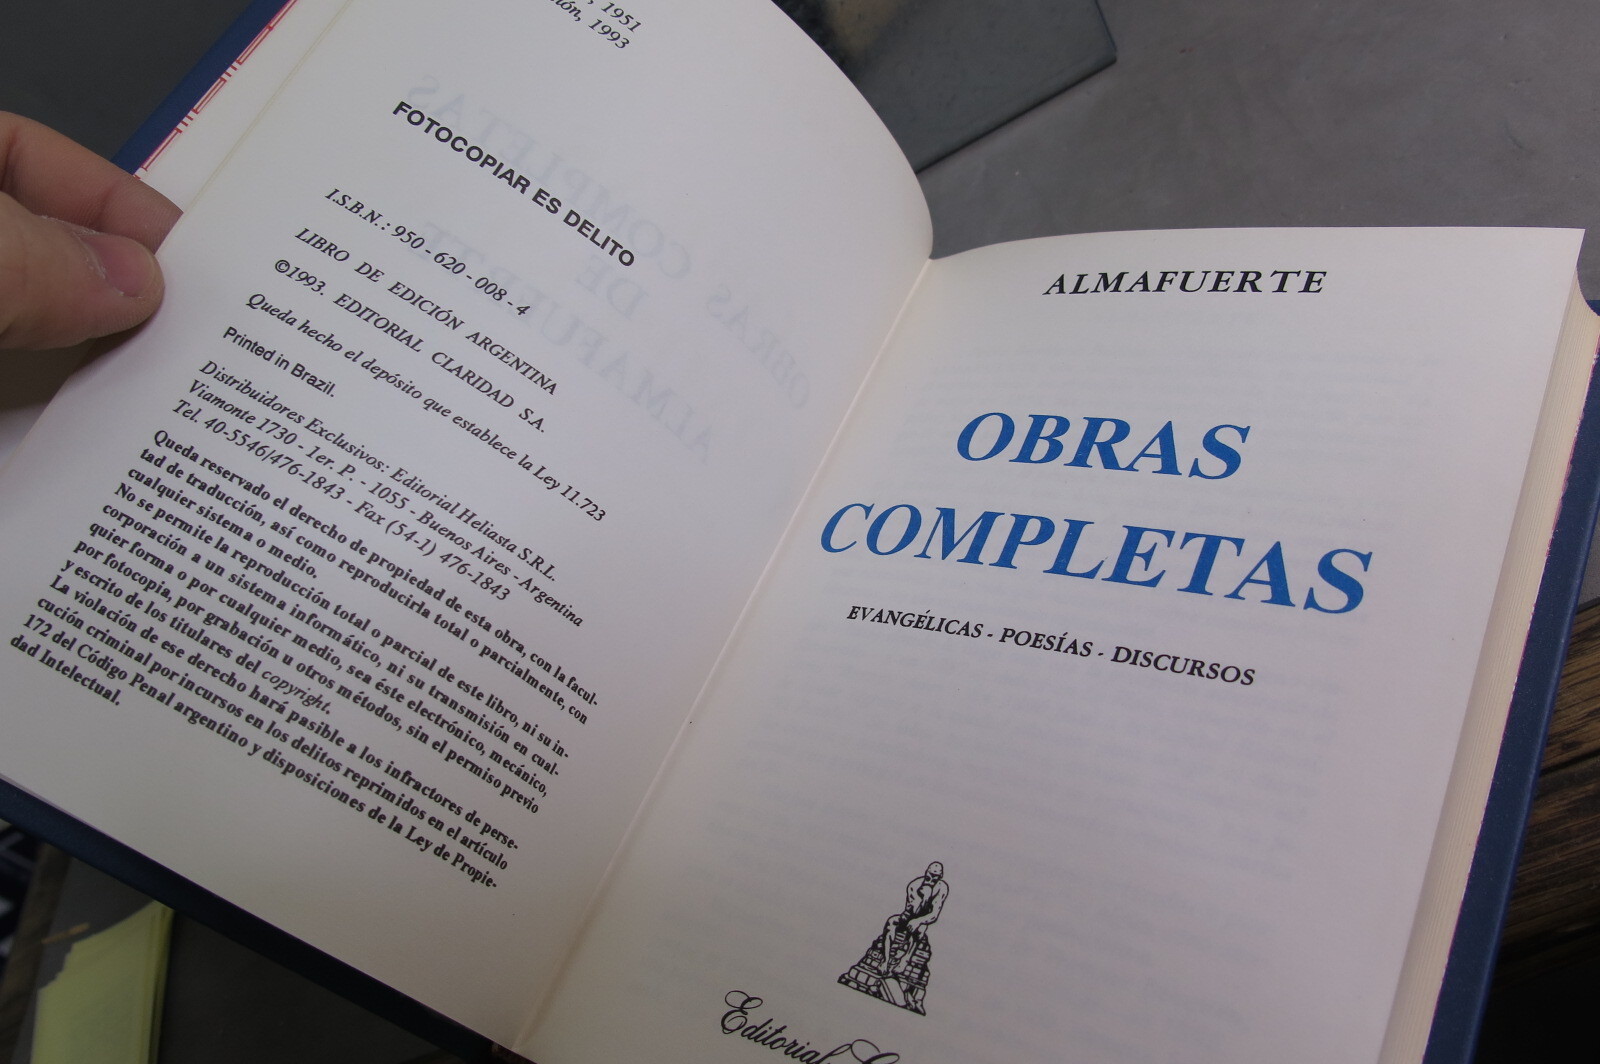 , 1951
ón, 1993
FOTOCOPIAR ES DELITO
I.S.B.N.: 950 - 620 - 008 - 4
LIBRO DE EDICIÓN ARGENTINA
©1993. EDITORIAL CLARIDAD S.A.
Queda hecho el depósito que establece la Ley 11.723
Printed in Brazil.
Distribuidores Exclusivos: Editorial Heliasta S.R.L.
Viamonte 1730 - 1er. P. - 1055 - Buenos Aires - Argentina
Tel. 40-5546/476-1843 - Fax (54-1) 476-1843
Queda reservado el derecho de propiedad de esta obra, con la facul-
tad de traducción, así como reproducirla total o parcialmente, con
cualquier sistema o medio.
No se permite la reproducción total o parcial de este libro, ni su in-
corporación a un sistema informático, ni su transmisión en cual-
quier forma o por cualquier medio, sea éste electrónico, mecánico,
por fotocopia, por grabación u otros métodos, sin el permiso previo
y escrito de los titulares del copyright.
La violación de ese derecho hará pasible a los infractores de perse-
cución criminal por incursos en los delitos reprimidos en el artículo
172 del Código Penal argentino y disposiciones de la Ley de Propie-
dad Intelectual.
ALMAFUERTE
OBRAS
COMPLETAS
EVANGÉLICAS - POESÍAS - DISCURSOS
Editorial